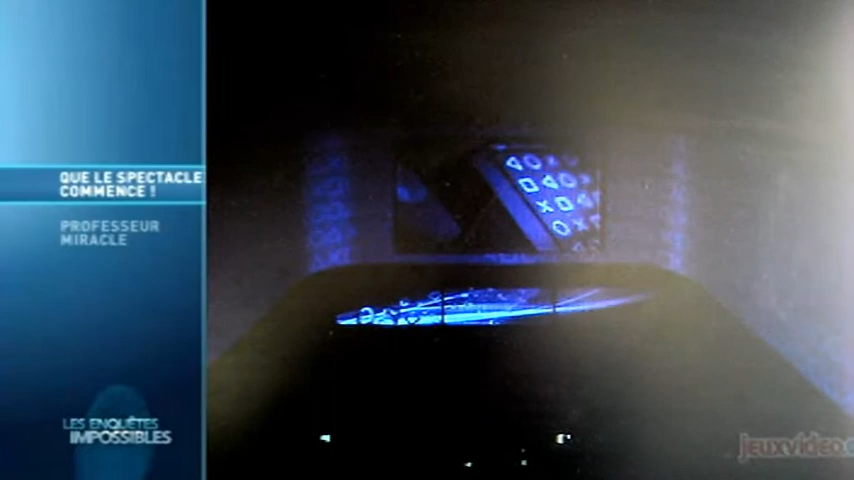 QUE LE SPECTACLE
COMMENCE !
PROFESSEUR
MIRACLE
LES ENQUÊTES
IMPOSSIBLES
jeuxvideo.c